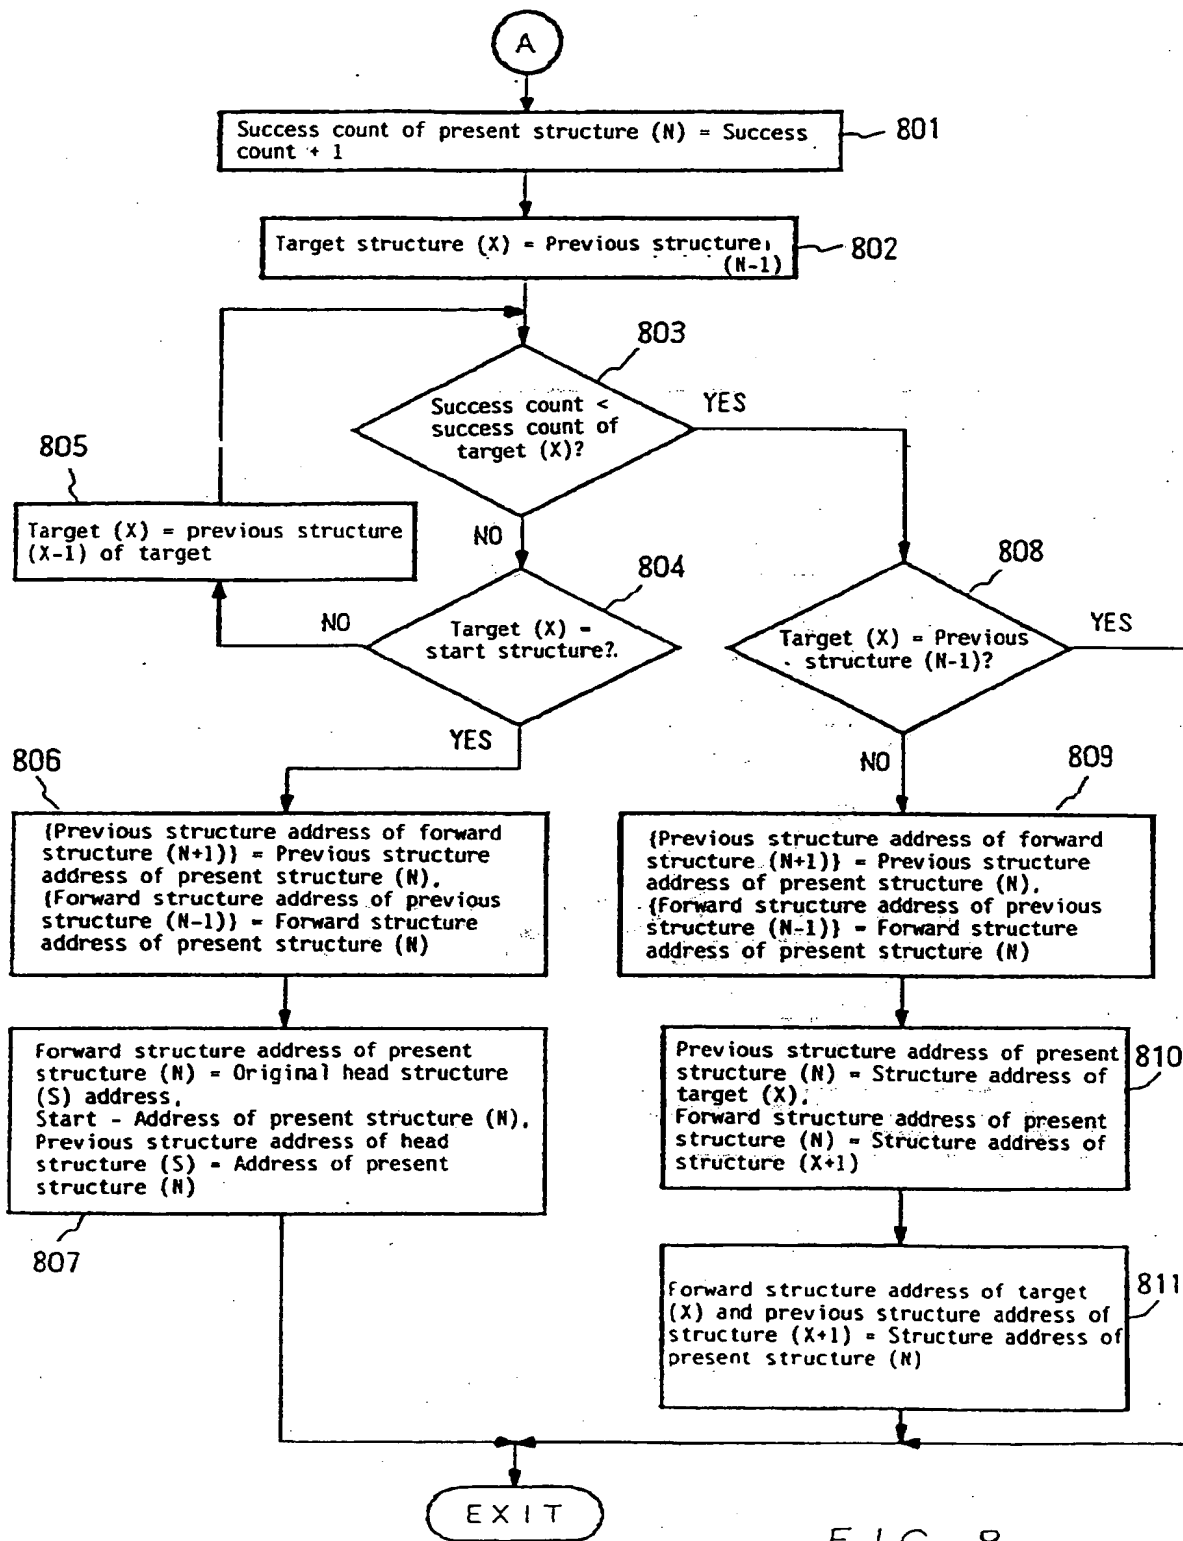 A
Success count of present structure (N) = Success
count + 1
801
Target structure (X) = Previous structure,
(N-1)
802
803
Success count <
success count of
target (X)?
YES
805
Target (X) = previous structure
(X-1) of target
NO
804
808
NO
Target (X) =
start structure?
Target (X) = Previous
structure (N-1)?
YES
YES
806
NO
809
{Previous structure address of forward
structure (N+1)} = Previous structure
address of present structure (N).
{Forward structure address of previous
structure (N-1)} = Forward structure
address of present structure (N)
{Previous structure address of forward
structure (N+1)} = Previous structure
address of present structure (N).
{Forward structure address of previous
structure (N-1)} = Forward structure
address of present structure (N)
Forward structure address of present
structure (N) = Original head structure
(S) address.
Start = Address of present structure (N).
Previous structure address of head
structure (S) = Address of present
structure (N)
807
Previous structure address of present
structure (N) = Structure address of
target (X).
Forward structure address of present
structure (N) = Structure address of
structure (X+1)
810
Forward structure address of target
(X) and previous structure address of
structure (X+1) = Structure address of
present structure (N)
811
EXIT
FIG. 8